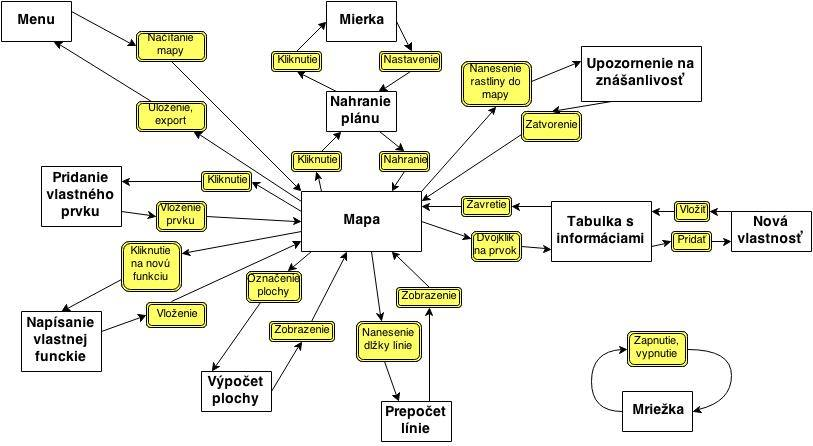 Menu
Načítanie
mapy
Uloženie,
export
Mierka
Kliknutie
Nastavenie
Nahranie
plánu
Kliknutie
Nahranie
Nanesenie
rastliny do
mapy
Upozornenie na
znášanlivosť
Zatvorenie
Pridanie
vlastného
prvku
Kliknutie
Vloženie
prvku
Mapa
Zavretie
Dvojklik
na prvok
Tabulka s
informáciami
Vložiť
Pridať
Nová
vlastnosť
Kliknutie
na novú
funkciu
Vloženie
Napísanie
vlastnej
funckie
Označenie
plochy
Zobrazenie
Výpočet
plochy
Nanesenie
dĺžky línie
Zobrazenie
Prepočet
línie
Zapnutie,
vypnutie
Mriežka